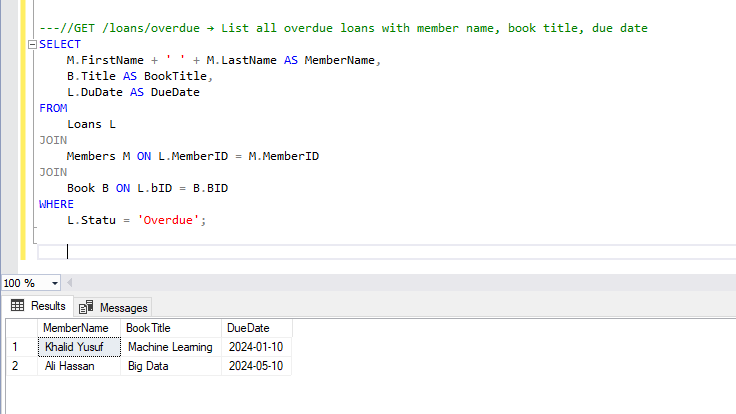 ---//GET /loans/overdue → List all overdue loans with member name, book title, due date
SELECT
M.FirstName + ' ' + M.LastName AS MemberName,
B.Title AS BookTitle,
L.DuDate AS DueDate
FROM
Loans L
JOIN
Members M ON L.MemberID = M.MemberID
JOIN
Book B ON L.bID = B.BID
WHERE
L.Statu = 'Overdue';
100 %
Results Messages
MemberName BookTitle DueDate
1 Khalid Yusuf Machine Learning 2024-01-10
2 Ali Hassan Big Data 2024-05-10